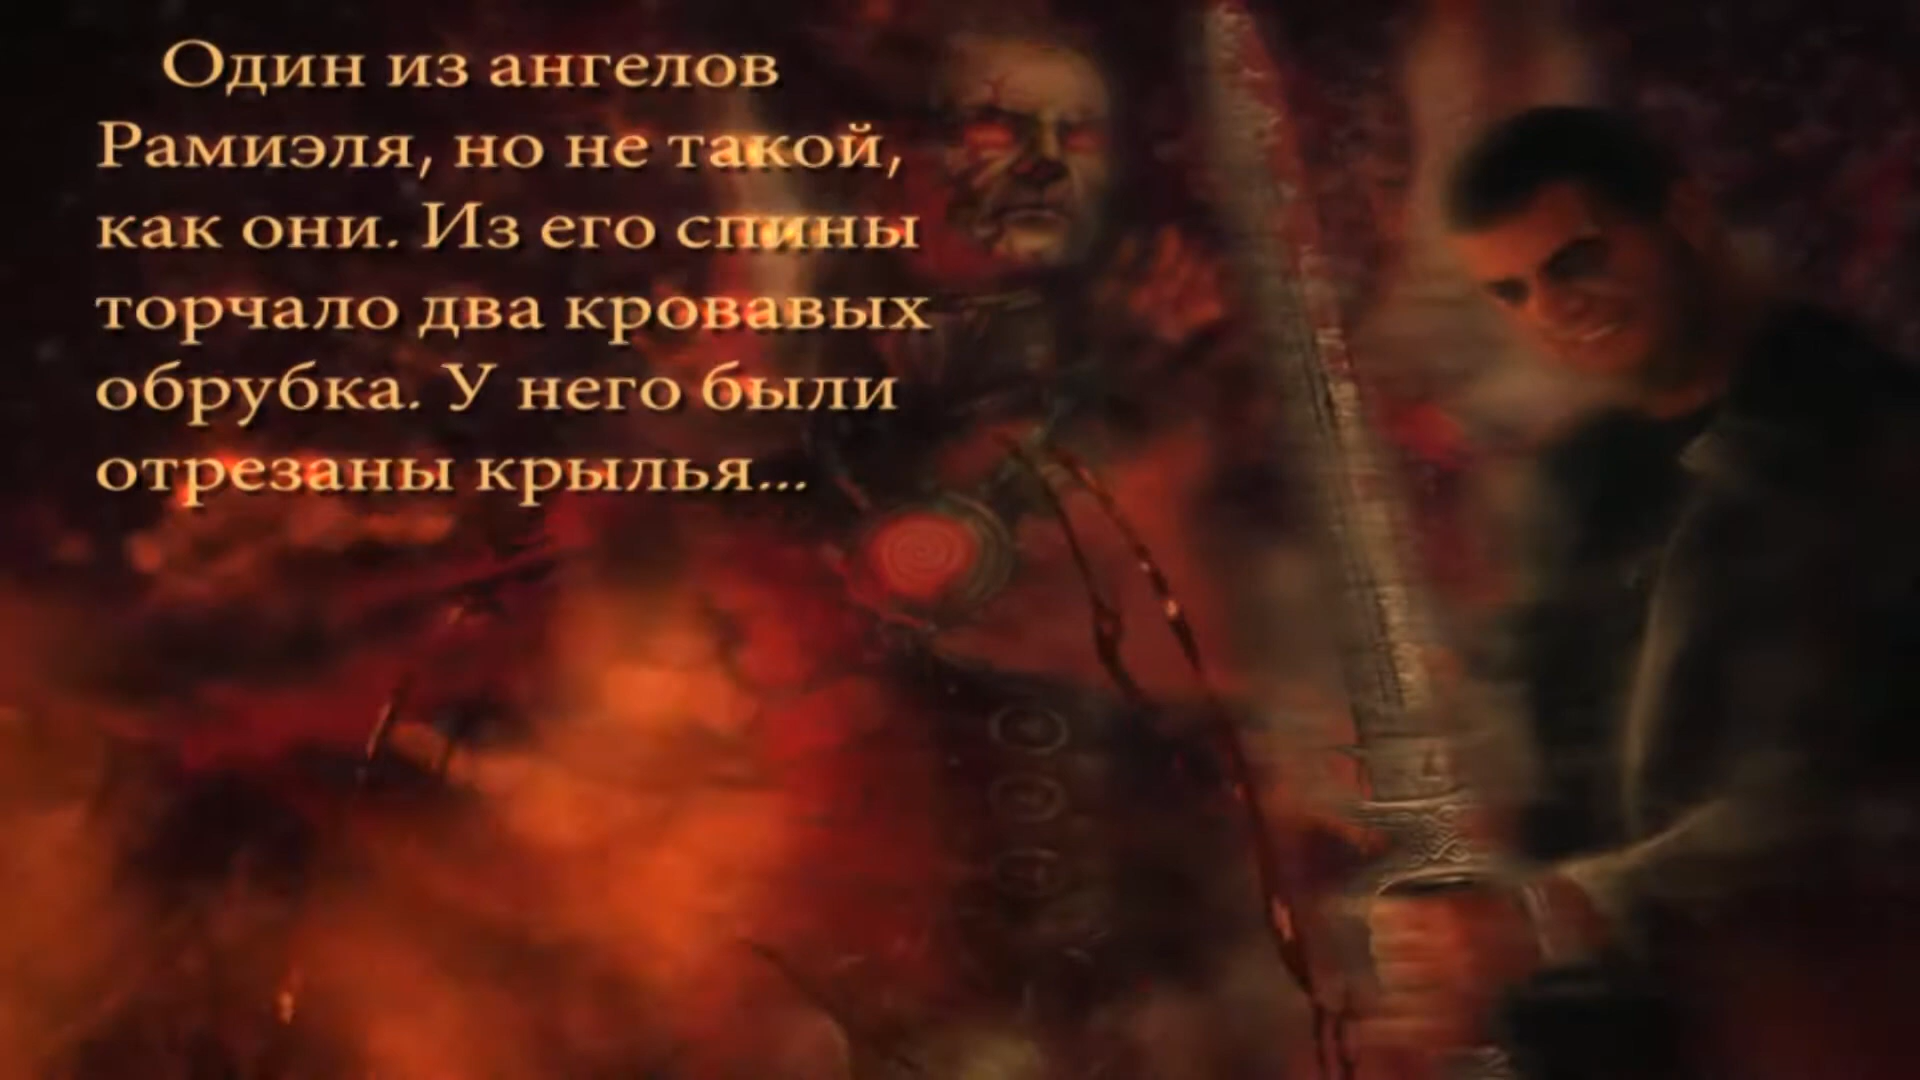 Один из ангелов
Рамиэля, но не такой,
как они. Из его спины
торчало два кровавых
обрубка. У него были
отрезаны крылья...